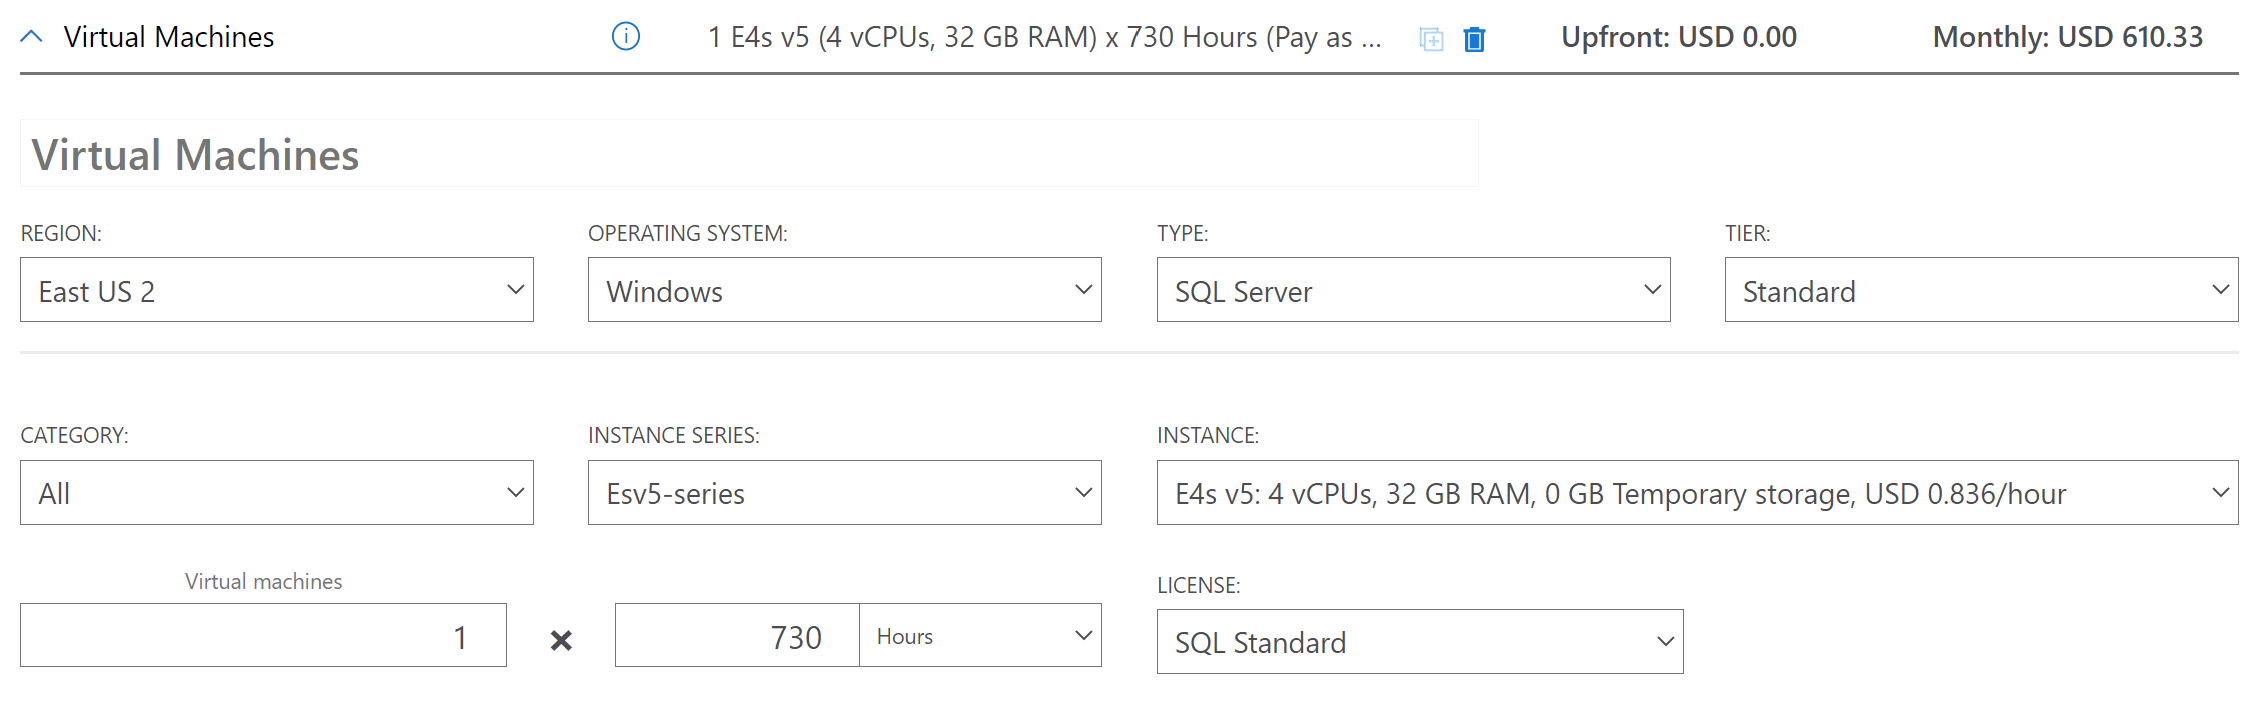 Virtual Machines 1 E4s v5 (4 vCPUs, 32 GB RAM) x 730 Hours (Pay as ... Upfront: USD 0.00 Monthly: USD 610.33
Virtual Machines
REGION: OPERATING SYSTEM: TYPE: TIER:
East US 2 Windows SQL Server Standard
CATEGORY: INSTANCE SERIES: INSTANCE:
All Esv5-series E4s v5: 4 vCPUs, 32 GB RAM, 0 GB Temporary storage, USD 0.836/hour
Virtual machines LICENSE:
1 × 730 Hours SQL Standard